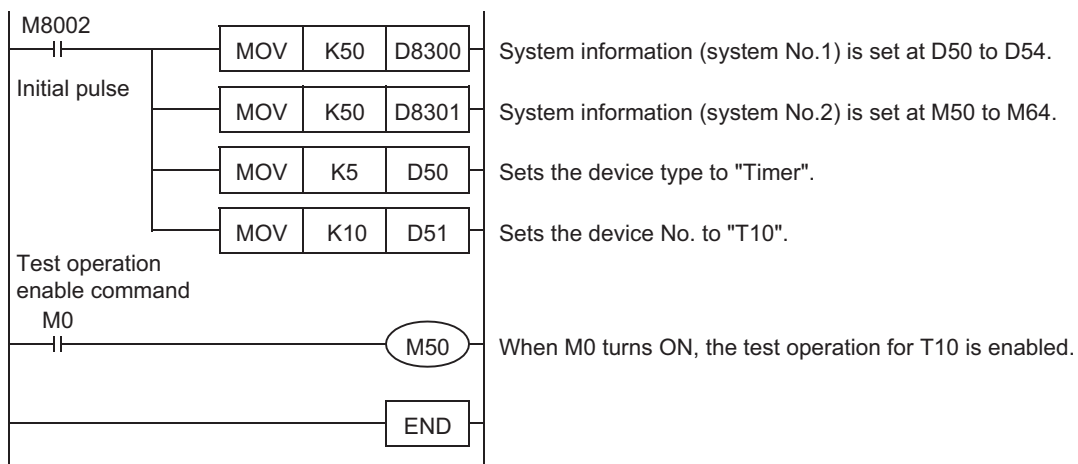 M8002
MOV K50 D8300 System information (system No.1) is set at D50 to D54.
Initial pulse
MOV K50 D8301 System information (system No.2) is set at M50 to M64.
MOV K5 D50 Sets the device type to "Timer".
MOV K10 D51 Sets the device No. to "T10".
Test operation
enable command
M0
M50 When M0 turns ON, the test operation for T10 is enabled.
END